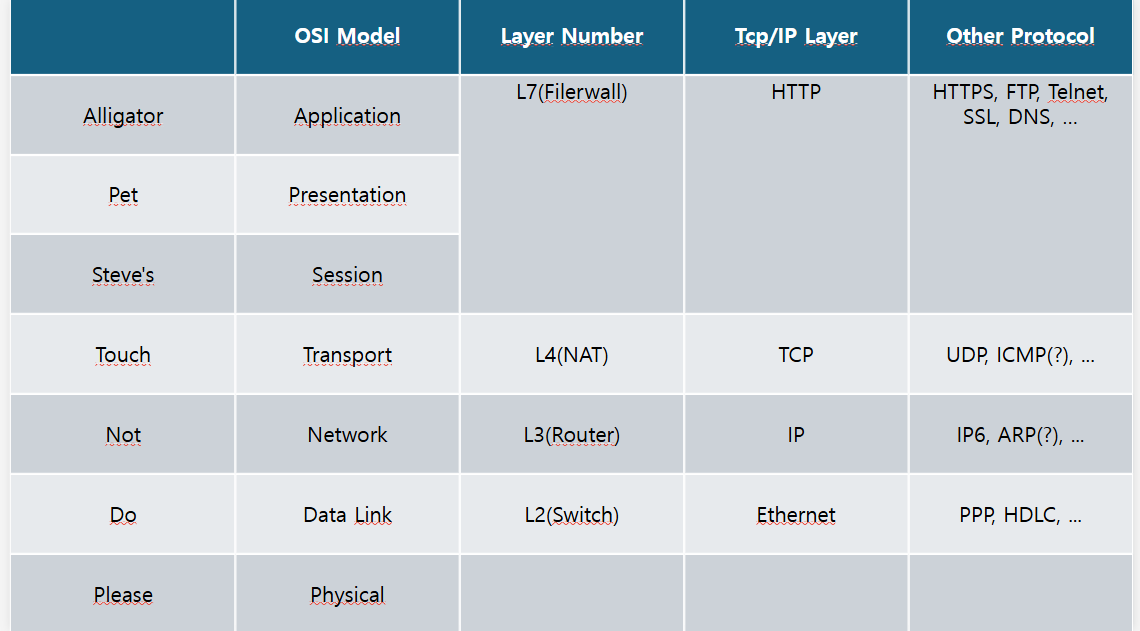 OSI Model Layer Number Tcp/IP Layer Other Protocol
Alligator Application L7(Filerwall) HTTP HTTPS, FTP, Telnet,
SSL, DNS, ...
Pet Presentation
Steve's Session
Touch Transport L4(NAT) TCP UDP, ICMP(?), ...
Not Network L3(Router) IP IP6, ARP(?), ...
Do Data Link L2(Switch) Ethernet PPP, HDLC, ...
Please Physical